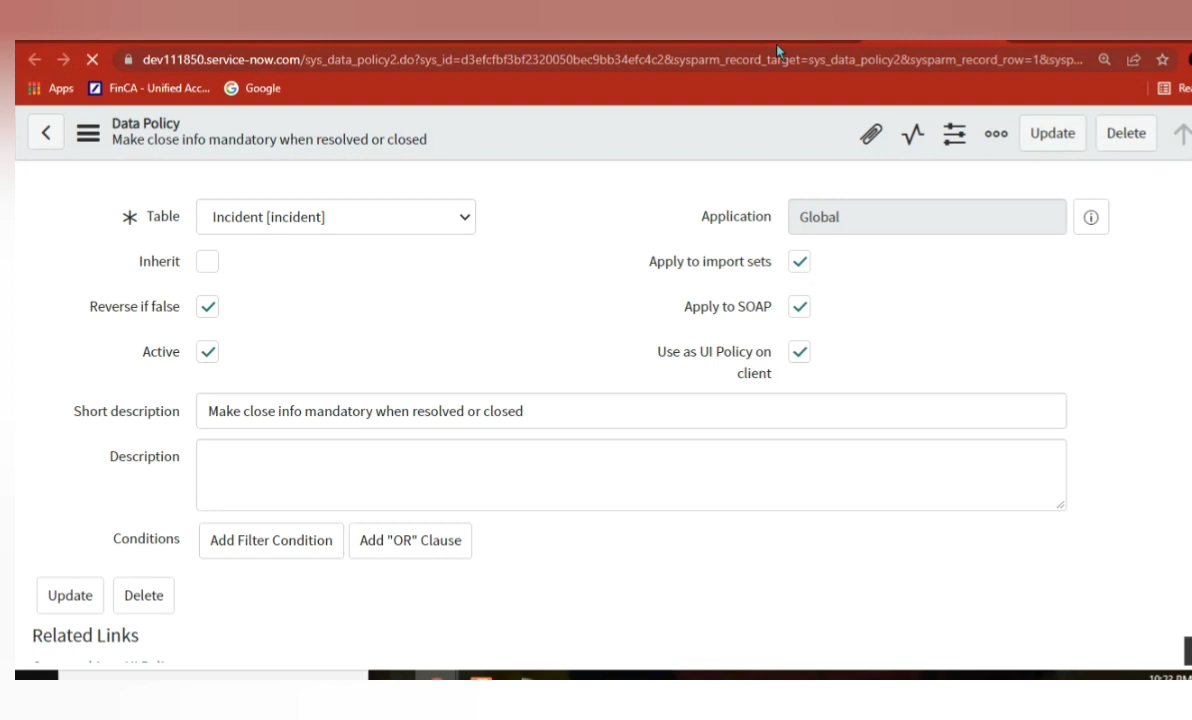 dev111850.service-now.com/sys_data_policy2.do?sys_id=d3efcfbf3bf2320050bec9bb34efc4c2&sysparm_record_target=sys_data_policy2&sysparm_record_row=1&sysp...
Apps FinCA - Unified Acc... Google
Data Policy
Make close info mandatory when resolved or closed
Update Delete
Table Incident [incident] Application Global
Inherit Apply to import sets
Reverse if false Apply to SOAP
Active Use as UI Policy on
client
Short description Make close info mandatory when resolved or closed
Description
Conditions Add Filter Condition Add "OR" Clause
Update Delete
Related Links
10:23 PM